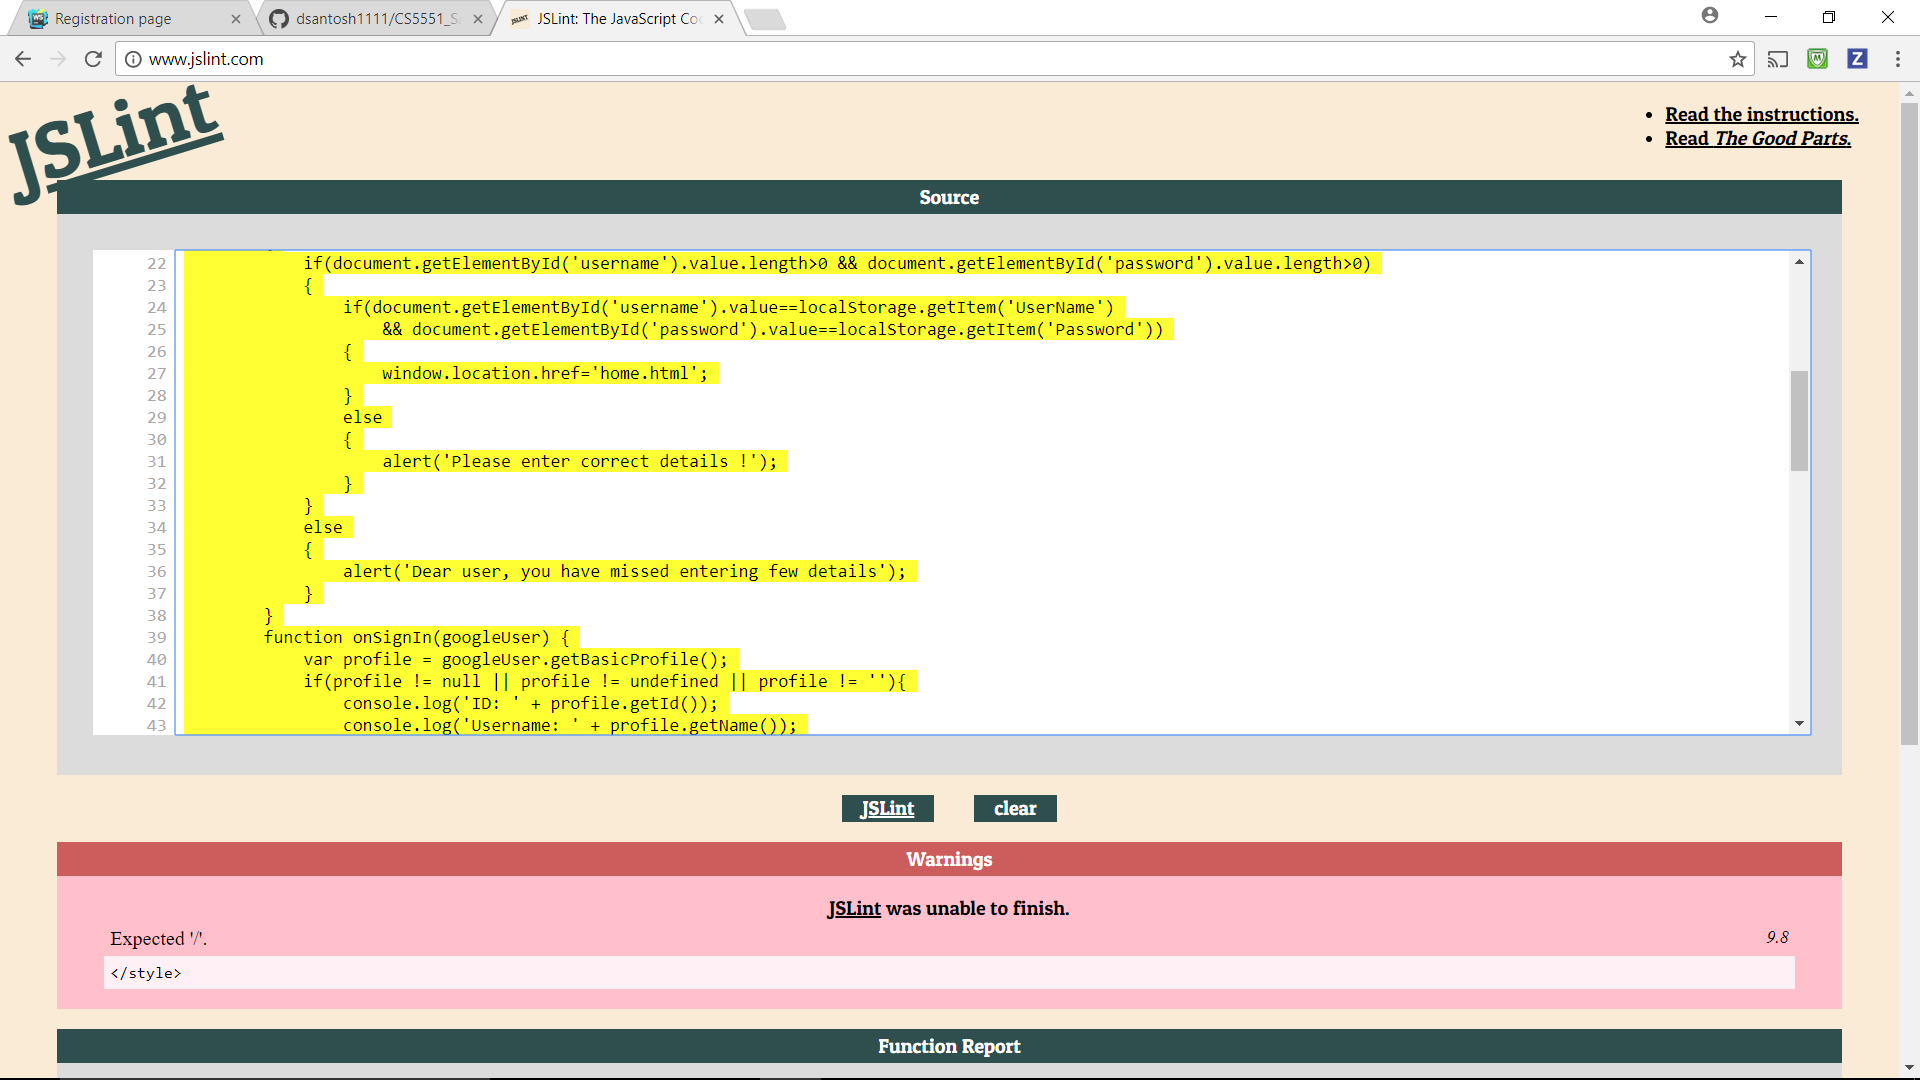 Registration page
dsantosh1111/CS5551_S
JSLint: The JavaScript Co
www.jslint.com
JSLint
Read the instructions.
Read The Good Parts.
Source
22 if(document.getElementById('username').value.length>0 && document.getElementById('password').value.length>0)
23 {
24 if(document.getElementById('username').value==localStorage.getItem('UserName')
25 && document.getElementById('password').value==localStorage.getItem('Password'))
26 {
27 window.location.href='home.html';
28 }
29 else
30 {
31 alert('Please enter correct details !');
32 }
33 }
34 else
35 {
36 alert('Dear user, you have missed entering few details');
37 }
38 }
39 function onSignIn(googleUser) {
40 var profile = googleUser.getBasicProfile();
41 if(profile != null || profile != undefined || profile != ''){
42 console.log('ID: ' + profile.getId());
43 console.log('Username: ' + profile.getName());
JSLint clear
Warnings
JSLint was unable to finish.
Expected '/'. 9.8
</style>
Function Report